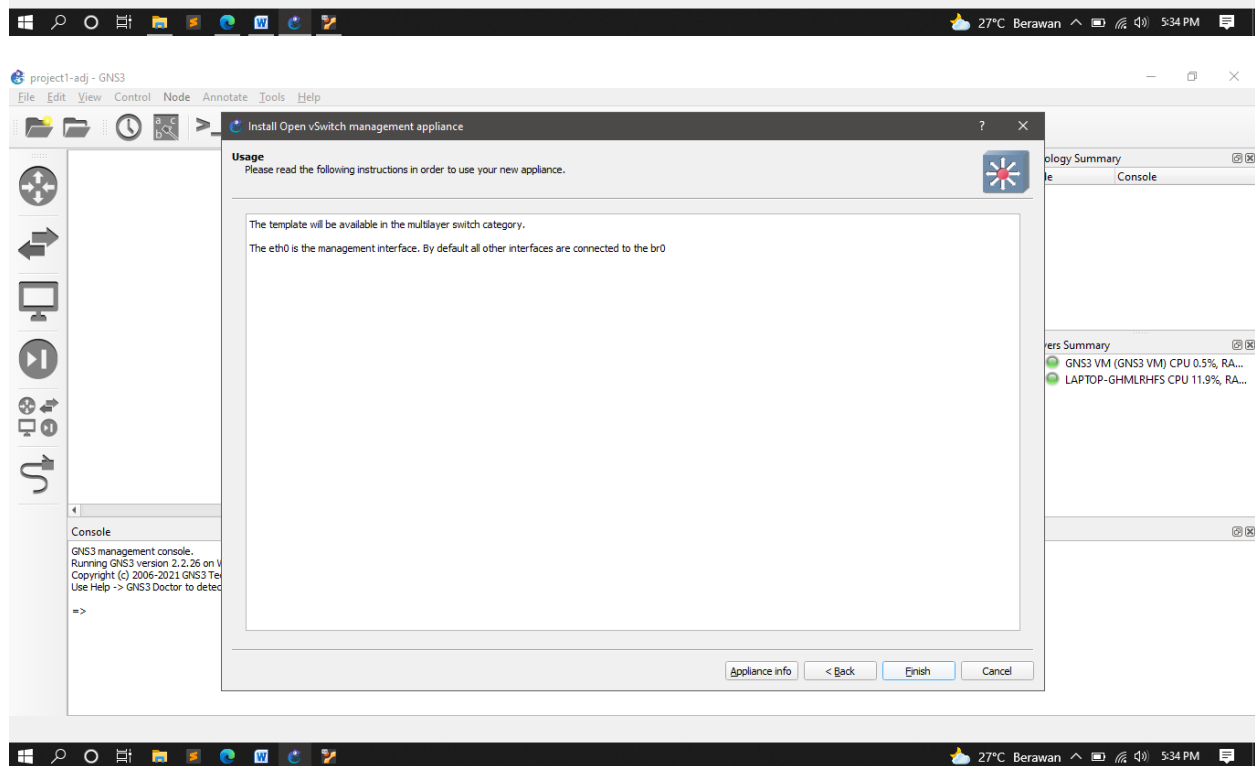 27°C Berawan 5:34 PM
project1-adj - GNS3
File Edit View Control Node Annotate Tools Help
Install Open vSwitch management appliance ? ×
Usage
Please read the following instructions in order to use your new appliance.
The template will be available in the multilayer switch category.
The eth0 is the management interface. By default all other interfaces are connected to the br0
ology Summary
le Console
ers Summary
GNS3 VM (GNS3 VM) CPU 0.5%, RA...
LAPTOP-GHMLRHFS CPU 11.9%, RA...
Console
GNS3 management console.
Running GNS3 version 2.2.26 on W
Copyright (c) 2006-2021 GNS3 Te
Use Help -> GNS3 Doctor to detec
=>
Appliance info < Back Finish Cancel
27°C Berawan 5:34 PM